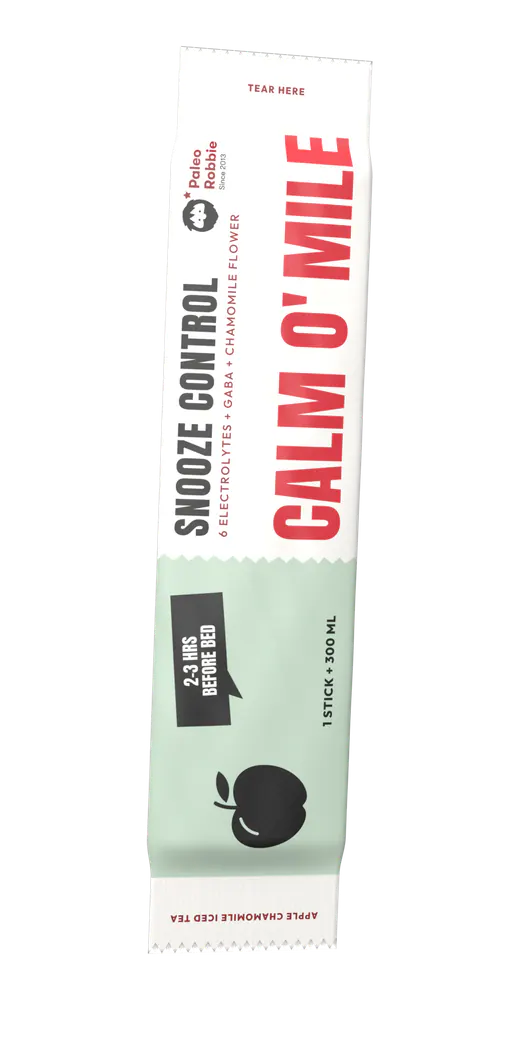 TEAR HERE
Paleo
Robbie
Since 2013
SNOOZE CONTROL
6 ELECTROLYTES + GABA + CHAMOMILE FLOWER
CALM O' MILE
2-3 HRS
BEFORE BED
1 STICK + 300 ML
APPLE CHAMOMILE ICED TEA